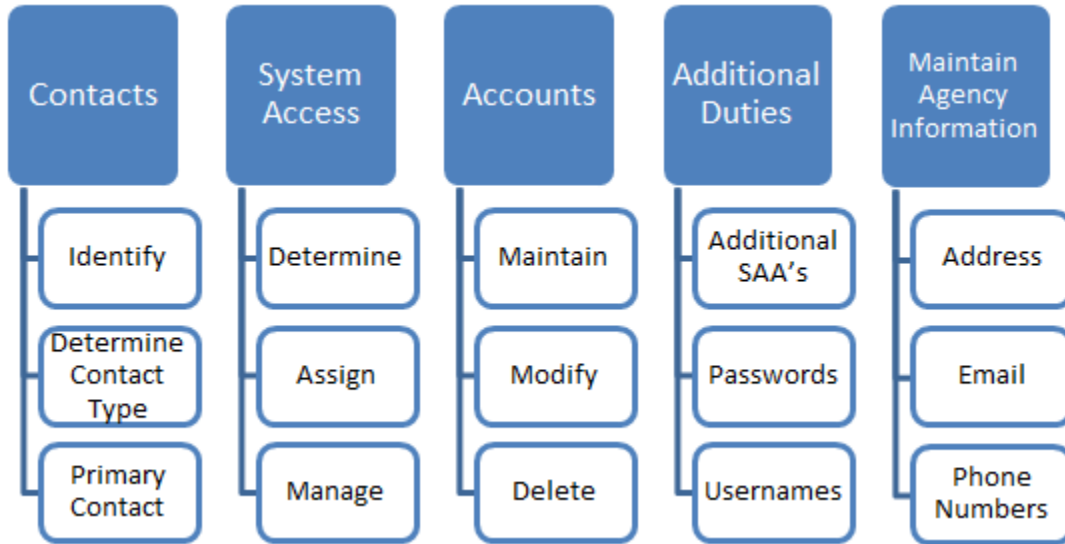 Contacts
Identify
Determine
Contact
Type
Primary
Contact
System
Access
Determine
Assign
Manage
Accounts
Maintain
Modify
Delete
Additional
Duties
Additional
SAA's
Passwords
Usernames
Maintain
Agency
Information
Address
Email
Phone
Numbers